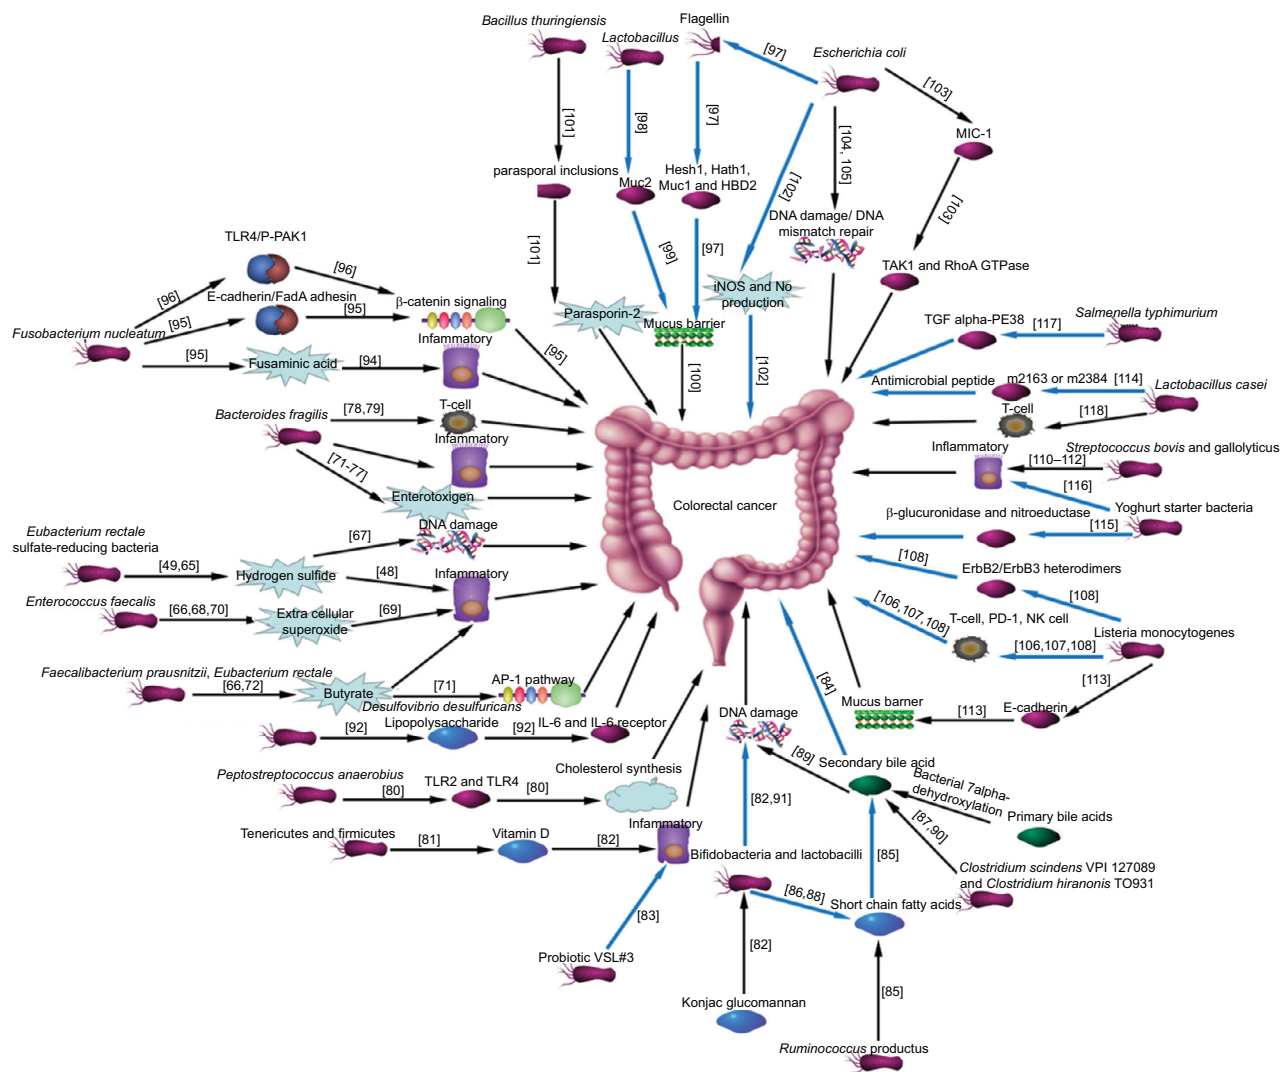 Bacillus thuringiensis
Lactobacillus
Flagellin
Escherichia coli
[97]
[103]
[101]
[98]
[97]
[104, 105]
MIC-1
parasporal inclusions
Muc2
Hesh1, Hath1,
Muc1 and HBD2
[102]
[103]
DNA damage/ DNA
mismatch repair
[101]
[99]
[97]
TLR4/P-PAK1
[96]
[96]
E-cadherin/FadA adhesin
[95]
[95]
β-catenin signaling
iNOS and No
production
TAK1 and RhoA GTPase
Parasporin-2
Mucus barrier
Fusobacterium nucleatum
Infammatory
[95]
Fusaminic acid
[94]
[95]
[100]
[102]
TGF alpha-PE38
[117]
Salmonella typhimurium
Antimicrobial peptide
m2163 or m2384
[114]
Lactobacillus casei
T-cell
[118]
Bacteroides fragilis
[78,79]
T-cell
Infammatory
[71-77]
Enterotoxigen
Inflammatory
Streptococcus bovis and gallolyticus
[110–112]
[116]
Colorectal cancer
β-glucuronidase and nitroeductase
Yoghurt starter bacteria
[115]
Eubacterium rectale
sulfate-reducing bacteria
[67]
DNA damage
[49,65]
Hydrogen sulfide
[48]
Infammatory
[108]
ErbB2/ErbB3 heterodimers
[108]
Enterococcus faecalis
[66,68,70]
Extra cellular
superoxide
[69]
[106,107,108]
T-cell, PD-1, NK cell
Listeria monocytogenes
[106,107,108]
Faecalibacterium prausnitzii, Eubacterium rectale
[66,72]
Butyrate
[71]
AP-1 pathway
[113]
[84]
Mucus barner
[113]
E-cadherin
Desulfovibrio desulfuricans
[92]
Lipopolysaccharide
[92]
IL-6 and IL-6 receptor
DNA damage
[89]
Secondary bile acid
Bacterial 7alpha-
dehydroxylation
Primary bile acids
Peptostreptococcus anaerobius
[80]
TLR2 and TLR4
[80]
Cholesterol synthesis
[82,91]
[87,90]
Tenericutes and firmicutes
[81]
Vitamin D
[82]
Infammatory
Bifidobacteria and lactobacilli
[85]
Clostridium scindens VPI 127089
and Clostridium hiranonis TO931
[86,88]
Short chain fatty acids
[83]
Probiotic VSL#3
[82]
[85]
Konjac glucomannan
Ruminococcus productus